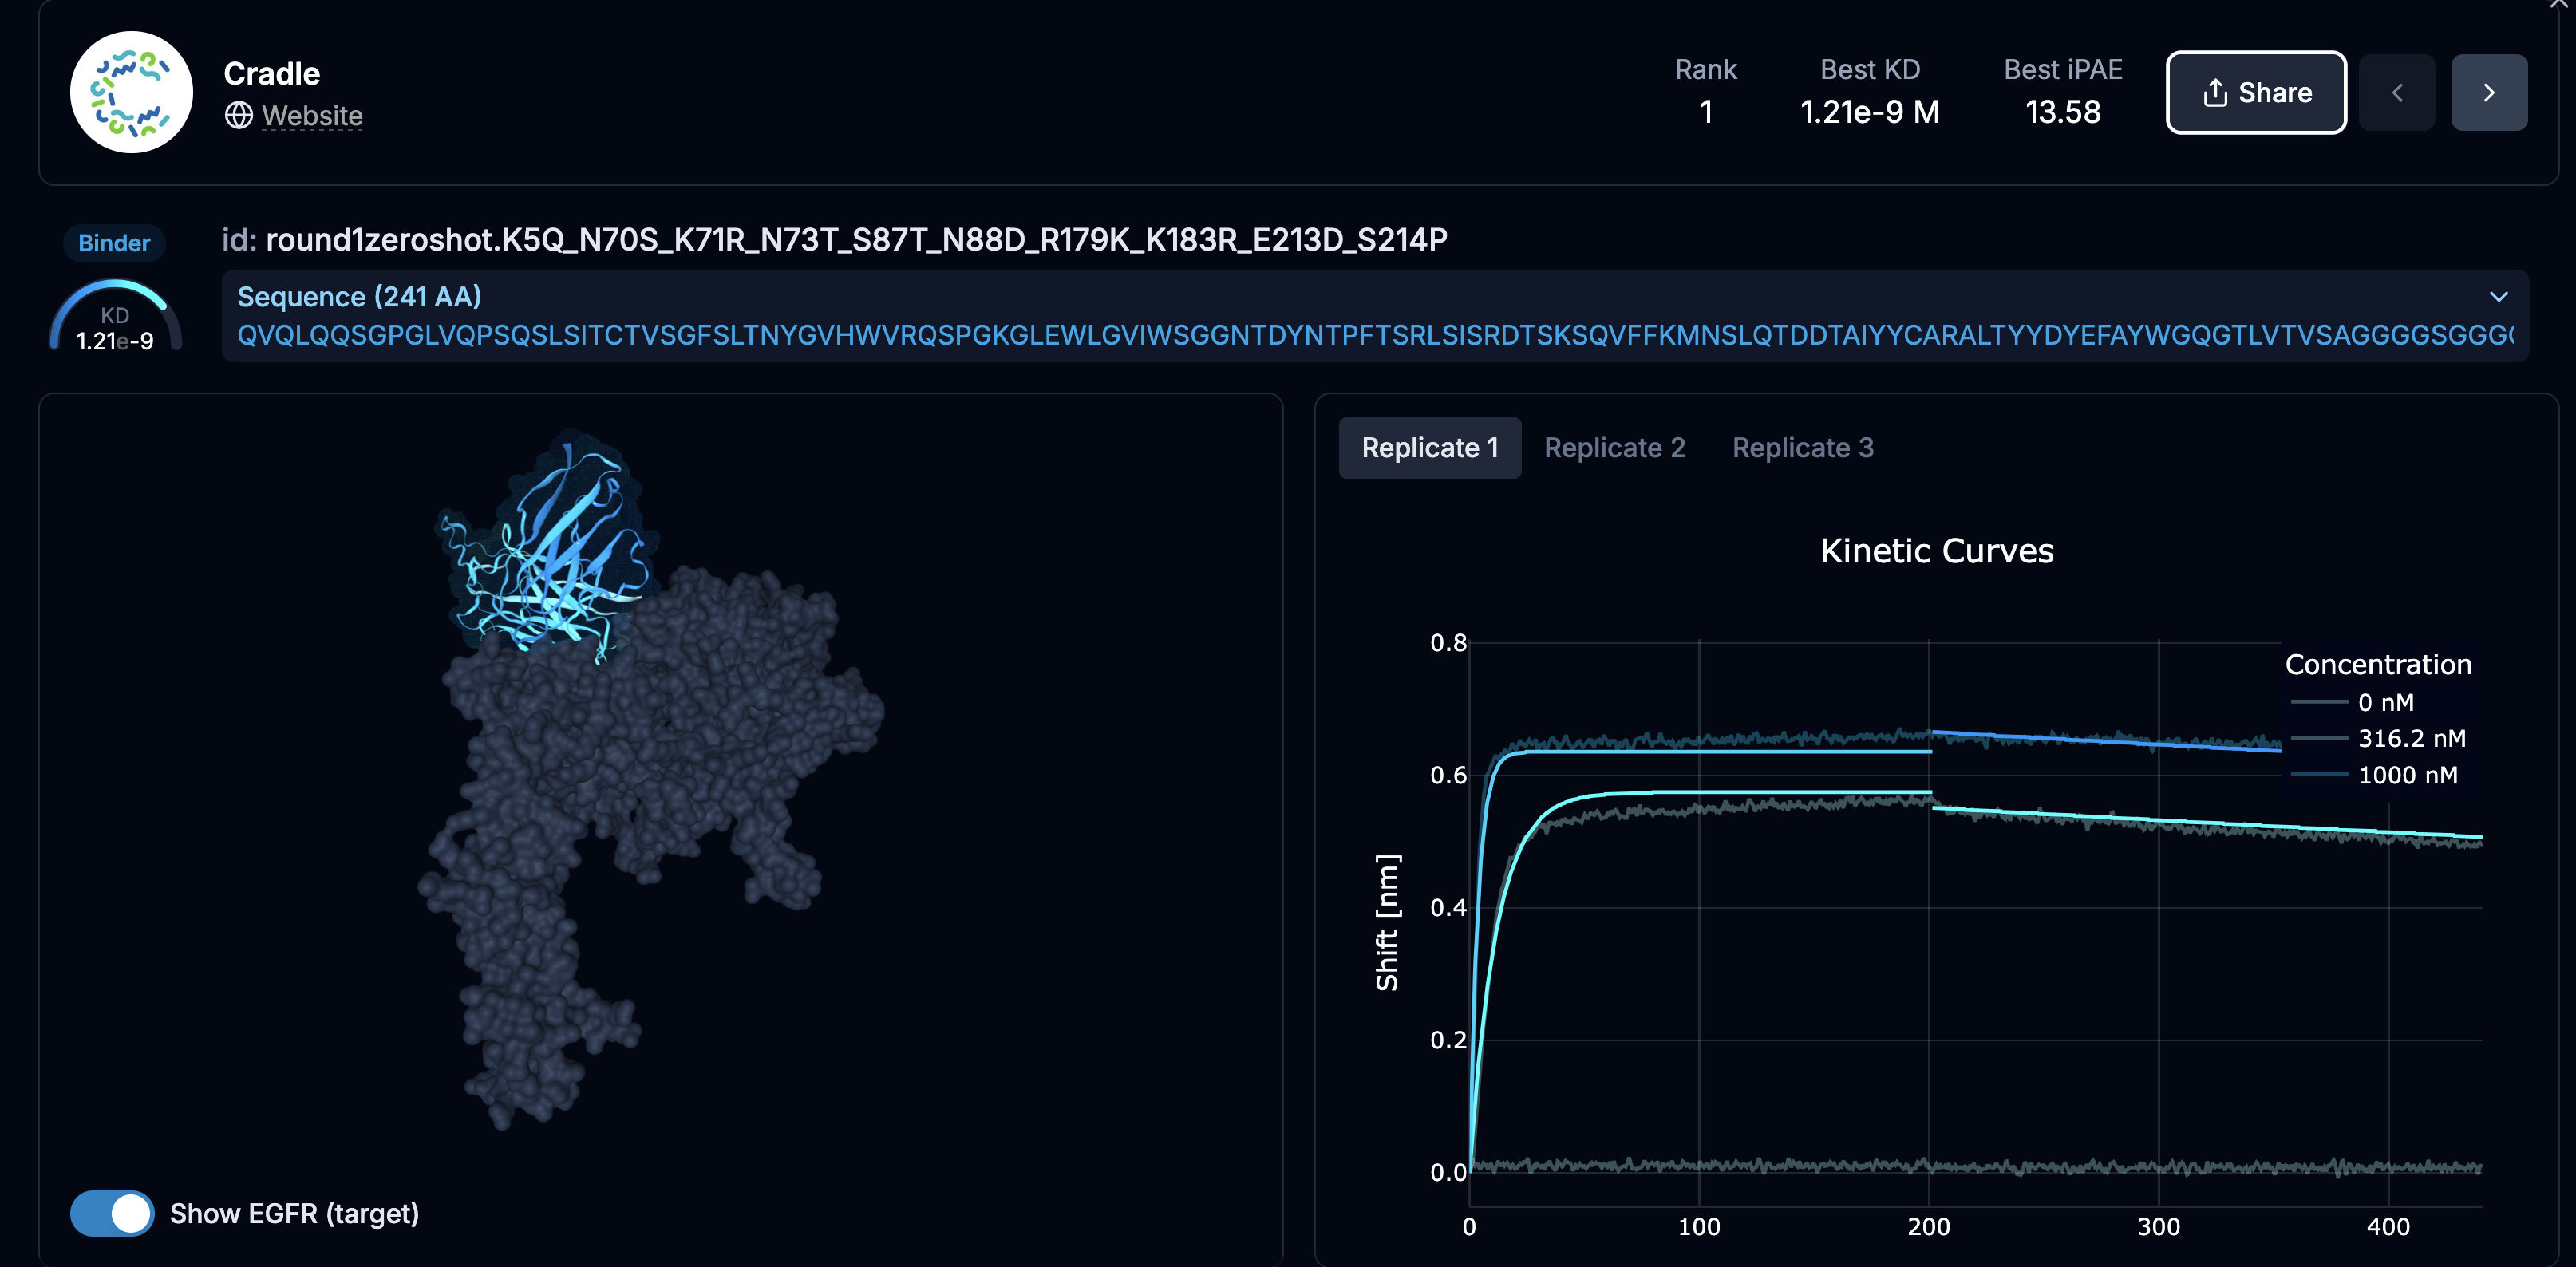 Cradle
Website
Rank
1
Best KD
1.21e-9 M
Best iPAE
13.58
Share
Binder
KD
1.21e-9
id: round1zeroshot.K5Q_N70S_K71R_N73T_S87T_N88D_R179K_K183R_E213D_S214P
Sequence (241 AA)
QVQLQQSGPGLVQPSQSLSITCTVSGFSLTNYGVHWVRQSPGKGLEWLGVIWSGGNTDYNTPFTSRLSISRDTSKSQVFFKMNSLQTDDTAIYYCARALTYYDYEFAYWGQGTLVTVSAGGGGSGGG
Show EGFR (target)
Replicate 1 Replicate 2 Replicate 3
Kinetic Curves
Shift [nm]
0.8
0.6
0.4
0.2
0.0
0 100 200 300 400
Concentration
0 nM
316.2 nM
1000 nM